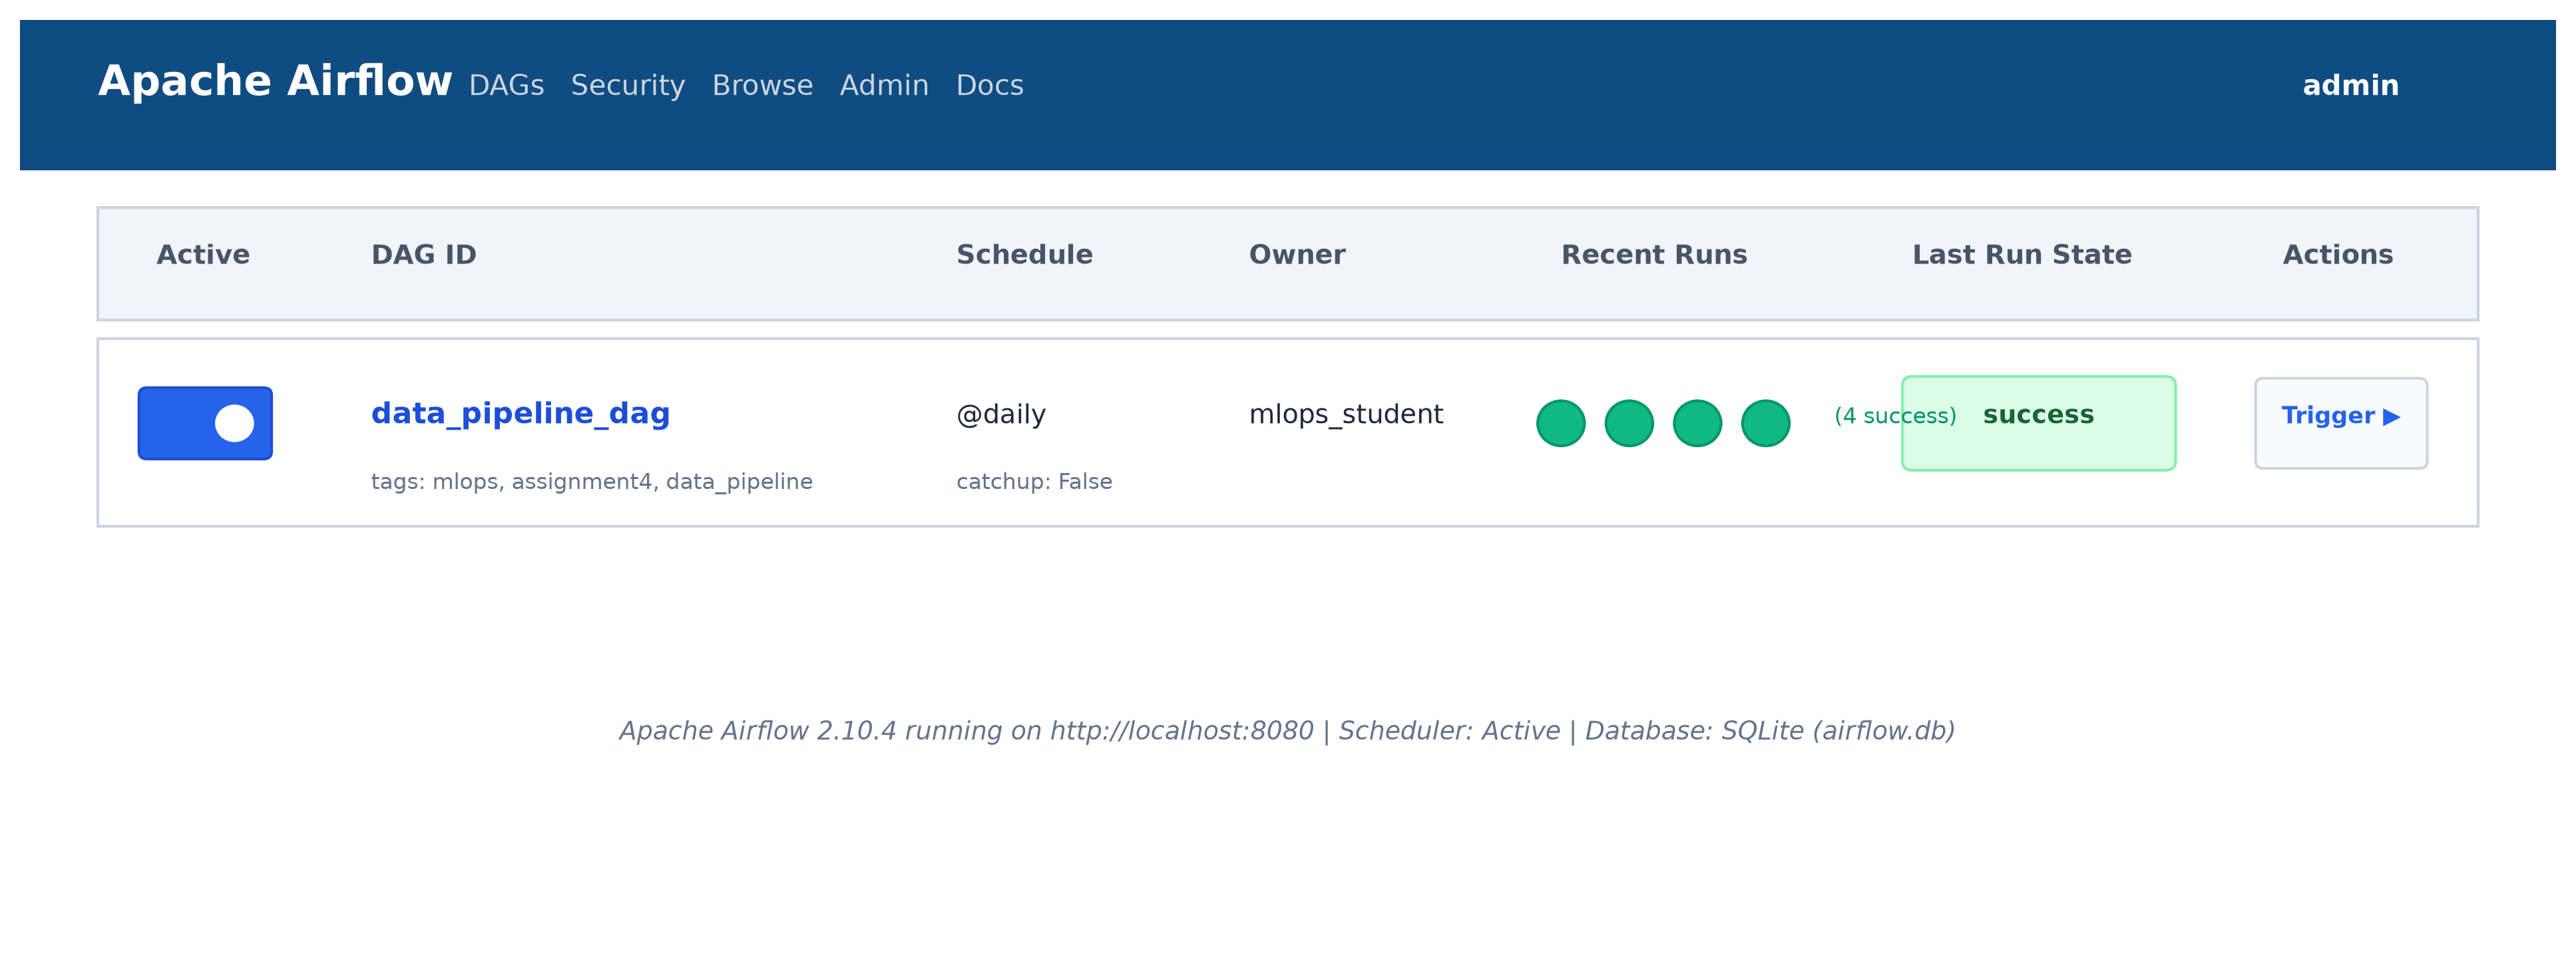 Apache Airflow DAGs Security Browse Admin Docs admin
Active DAG ID Schedule Owner Recent Runs Last Run State Actions
data_pipeline_dag @daily mlops_student (4 success) success Trigger ▶
tags: mlops, assignment4, data_pipeline catchup: False
Apache Airflow 2.10.4 running on http://localhost:8080 | Scheduler: Active | Database: SQLite (airflow.db)